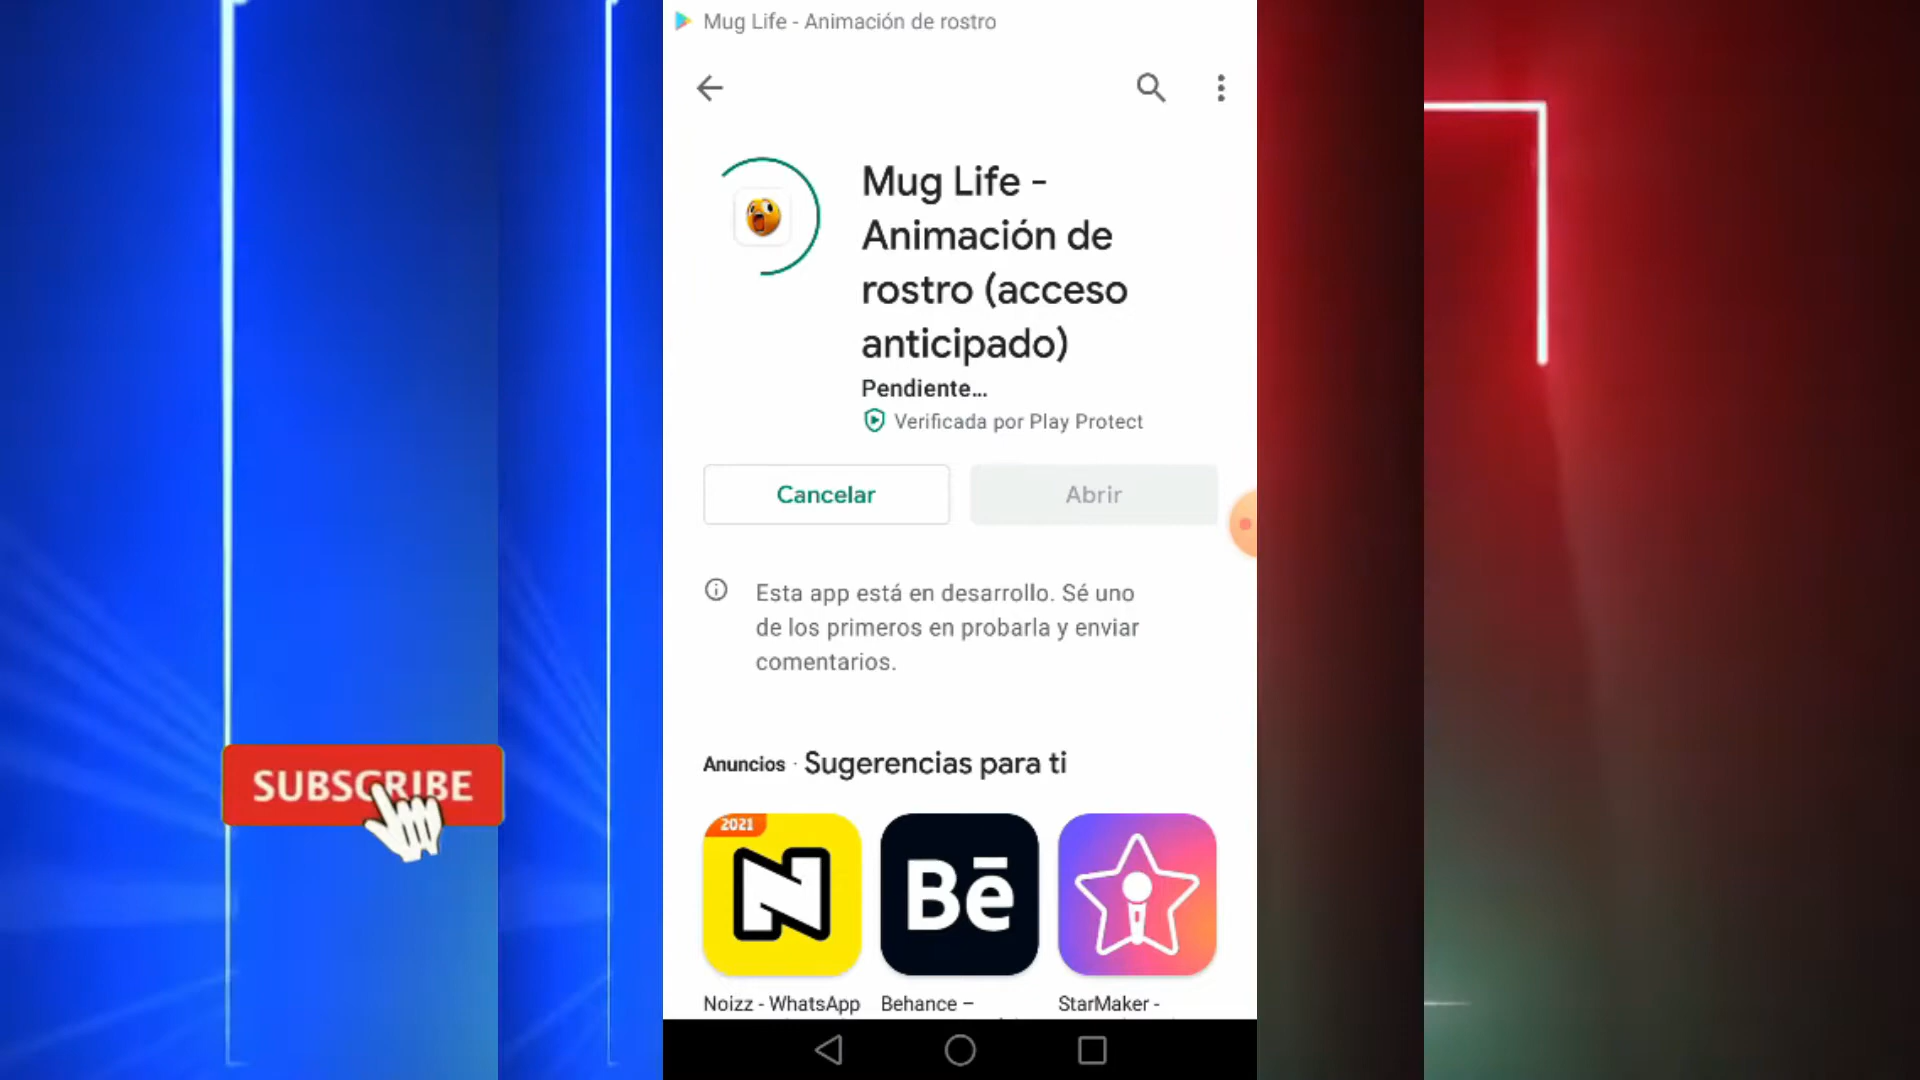 Mug Life - Animación de rostro
Mug Life -
Animación de
rostro (acceso
anticipado)
Pendiente...
Verificada por Play Protect
Cancelar
Abrir
Esta app está en desarrollo. Sé uno
de los primeros en probarla y enviar
comentarios.
Anuncios · Sugerencias para ti
2021
N
Bē
Noizz - WhatsApp
Behance –
StarMaker -
SUBSCRIBE